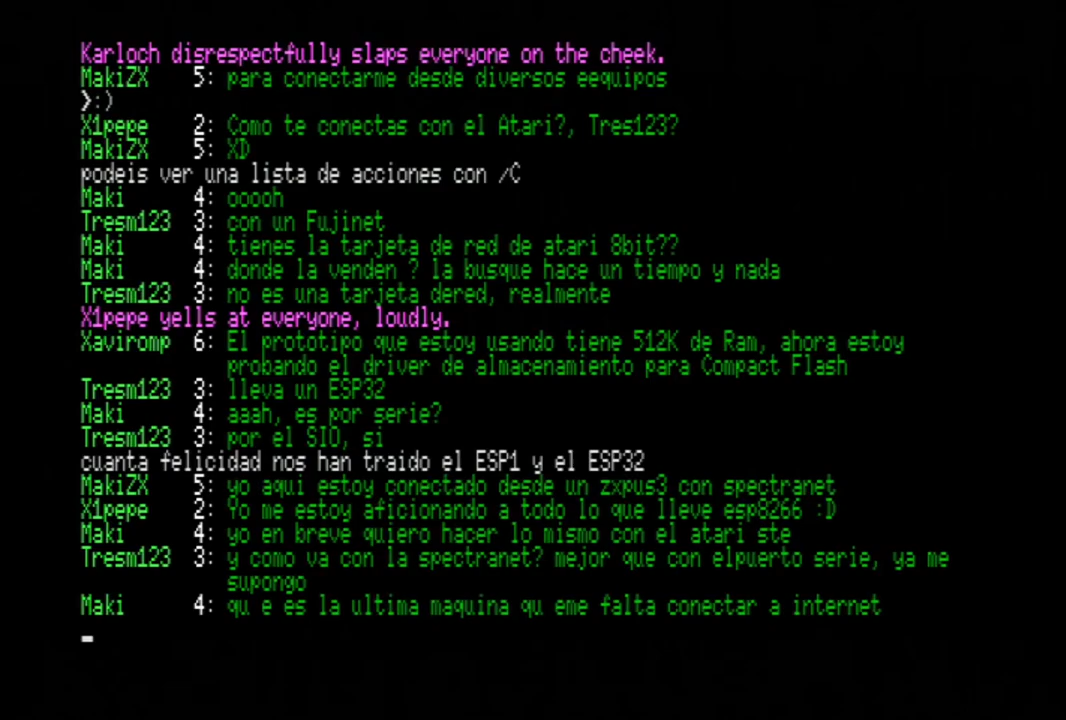 Karloch disrespectfully slaps everyone on the cheek.
MakiZX 5: para conectarme desde diversos eequipos
>:)
X1pepe 2: Como te conectas con el Atari?, Tres123?
MakiZX 5: XD
podeis ver una lista de acciones con /C
Maki 4: ooooh
Tresm123 3: con un Fujinet
Maki 4: tienes la tarjeta de red de atari 8bit??
Maki 4: donde la venden ? la busque hace un tiempo y nada
Tresm123 3: no es una tarjeta dered, realmente
X1pepe yells at everyone, loudly.
Xaviromp 6: El prototipo que estoy usando tiene 512K de Ram, ahora estoy
probando el driver de almacenamiento para Compact Flash
Tresm123 3: lleva un ESP32
Maki 4: aaah, es por serie?
Tresm123 3: por el SIO, si
cuanta felicidad nos han traido el ESP1 y el ESP32
MakiZX 5: yo aqui estoy conectado desde un zxpus3 con spectranet
X1pepe 2: Yo me estoy aficionando a todo lo que lleve esp8266 :D
Maki 4: yo en breve quiero hacer lo mismo con el atari ste
Tresm123 3: y como va con la spectranet? mejor que con elpuerto serie, ya me
supongo
Maki 4: qu e es la ultima maquina qu eme falta conectar a internet